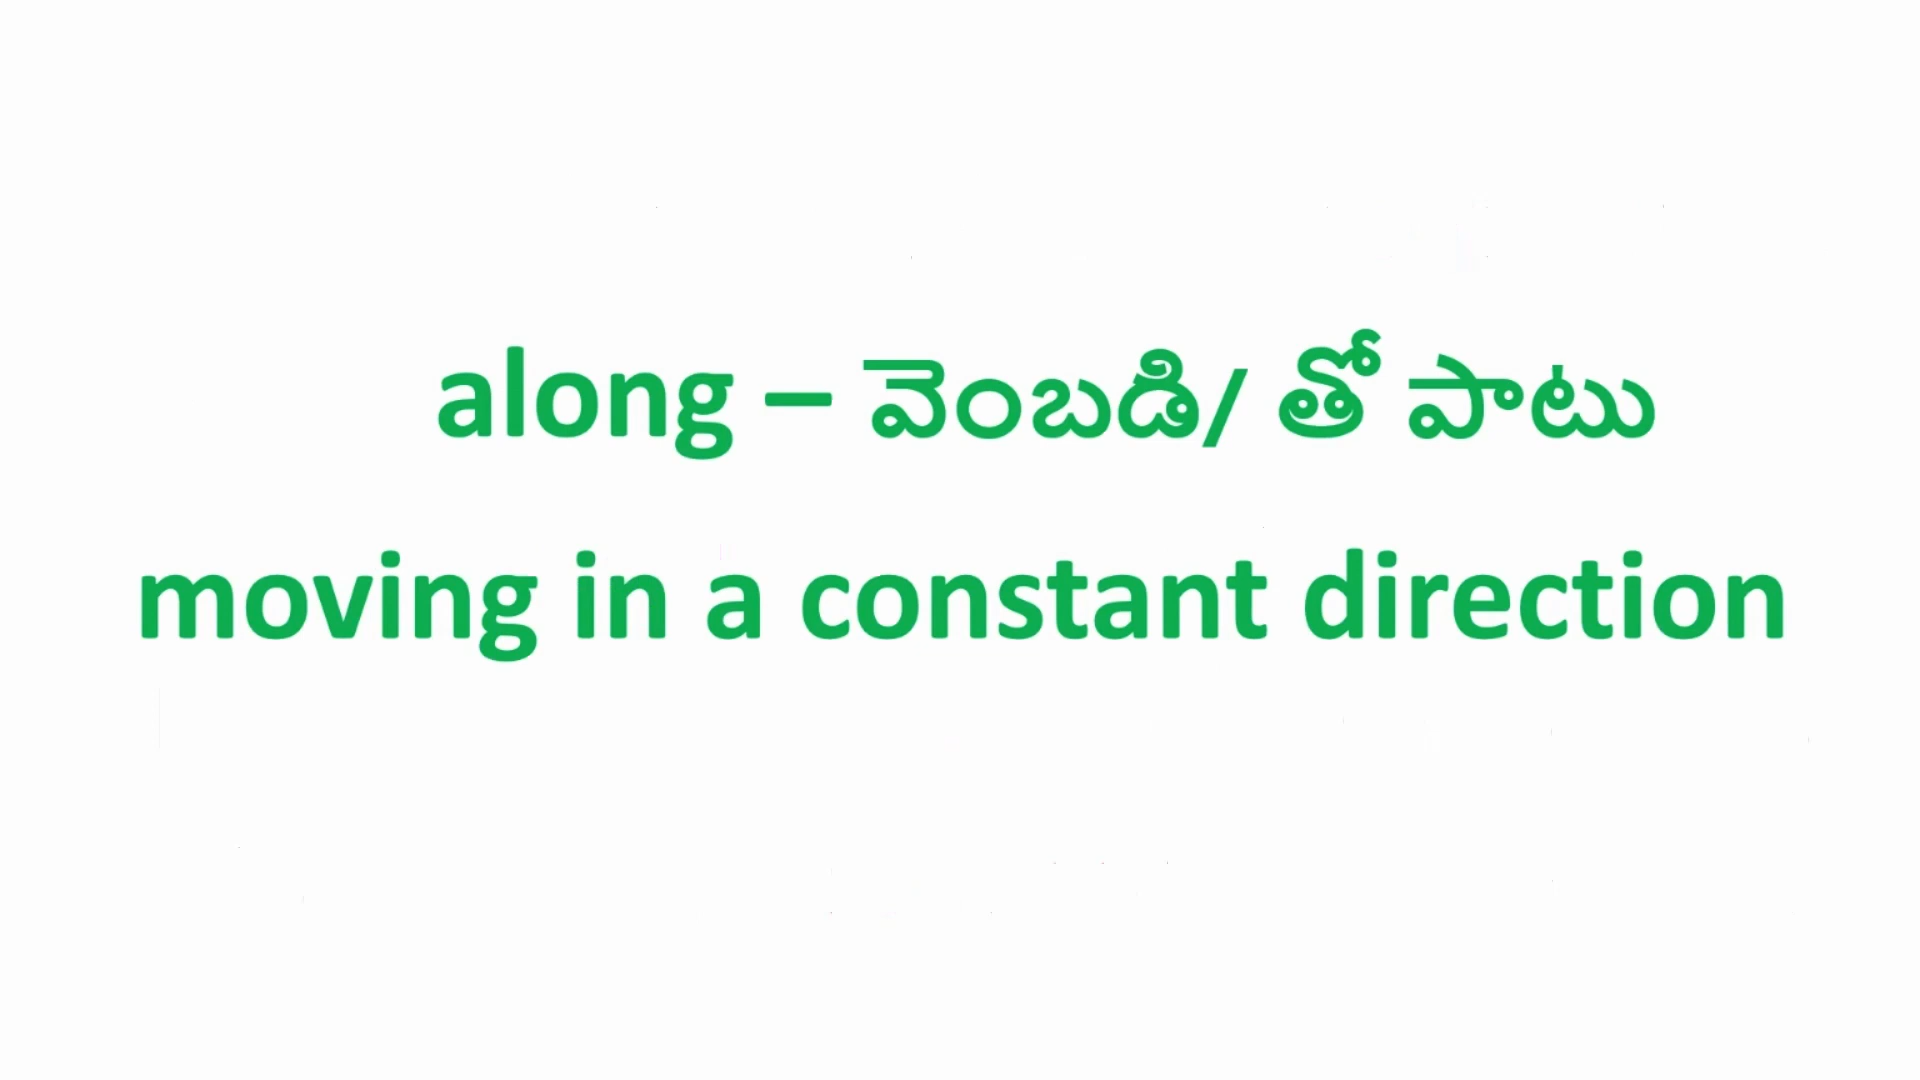 along – వెంబడి/ తో పాటు
moving in a constant direction